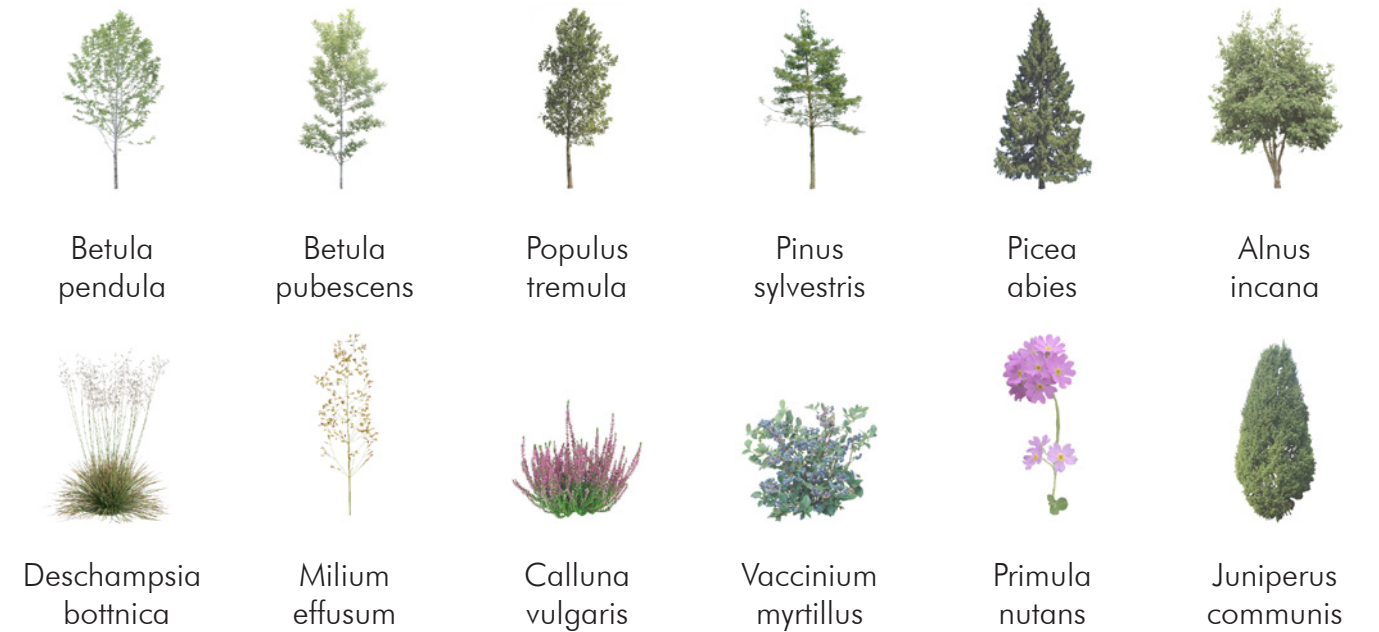 Betula
pendula
Betula
pubescens
Populus
tremula
Pinus
sylvestris
Picea
abies
Alnus
incana
Deschampsia
bottnica
Milium
effusum
Calluna
vulgaris
Vaccinium
myrtillus
Primula
nutans
Juniperus
communis